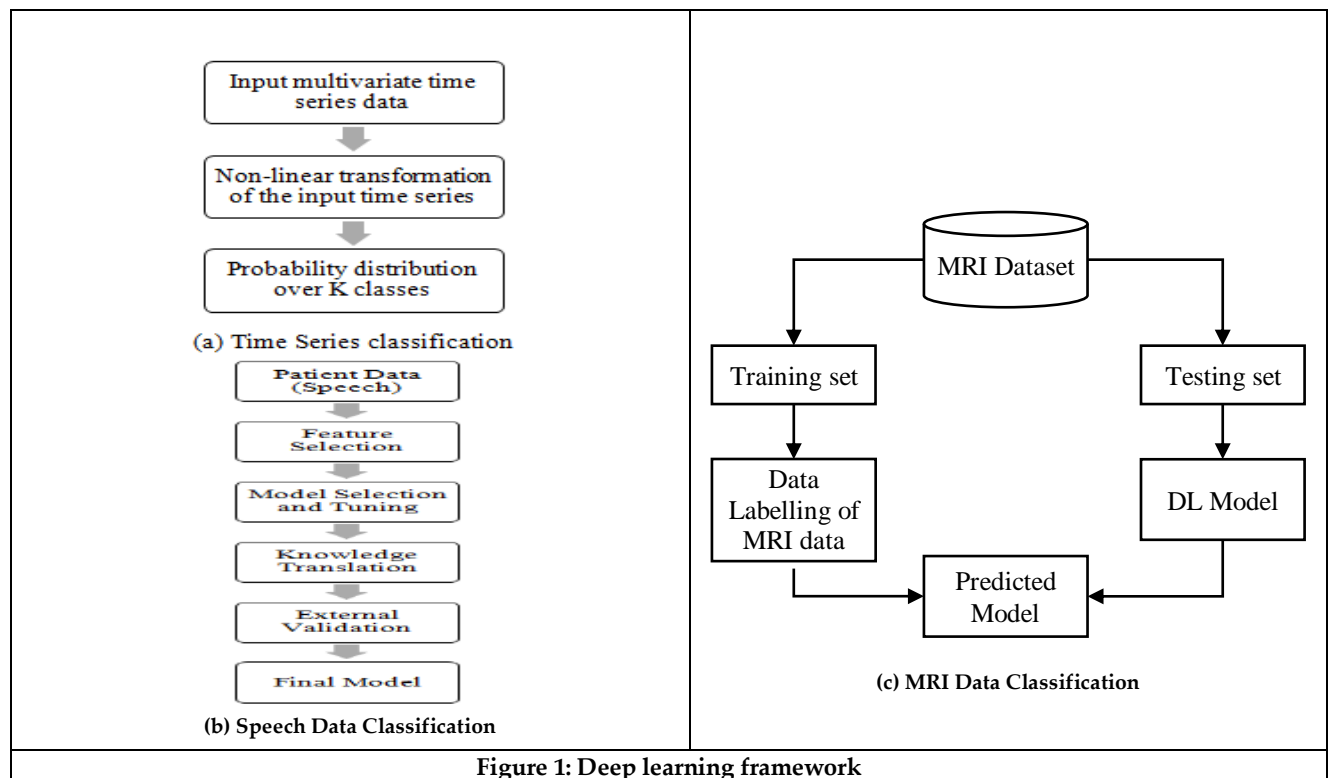 Input multivariate time
series data
Non-linear transformation
of the input time series
Probability distribution
over K classes
(a) Time Series classification
Patient Data
(Speech)
Feature
Selection
Model Selection
and Tuning
Knowledge
Translation
External
Validation
Final Model
(b) Speech Data Classification
MRI Dataset
Training set
Testing set
Data
Labelling of
MRI data
DL Model
Predicted
Model
(c) MRI Data Classification
Figure 1: Deep learning framework